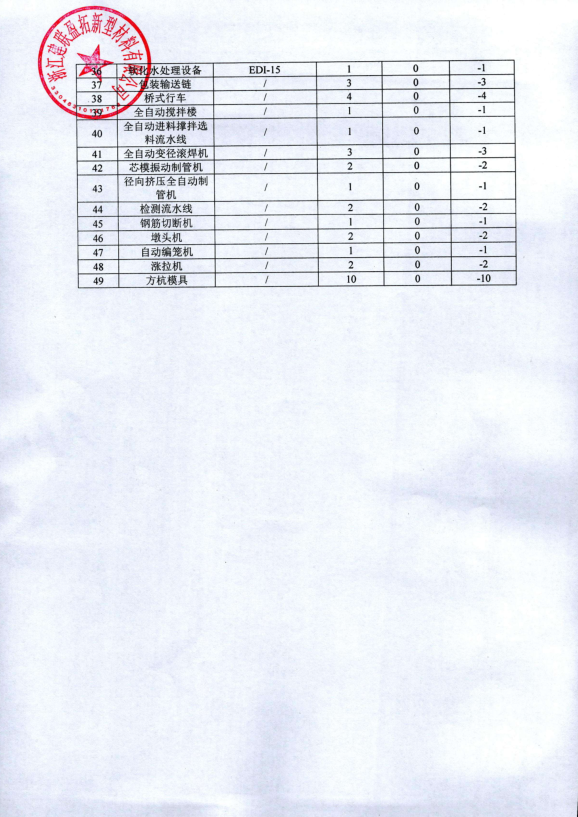 浙江建联盈拓新型材料有限公司
36 软化水处理设备 EDI-15 1 0 -1
37 包装输送链 / 3 0 -3
38 桥式行车 / 4 0 -4
39 全自动搅拌楼 / 1 0 -1
40 全自动进料撑拌选
料流水线 / 1 0 -1
41 全自动变径滚焊机 / 3 0 -3
42 芯模振动制管机 / 2 0 -2
43 径向挤压全自动制
管机 / 1 0 -1
44 检测流水线 / 2 0 -2
45 钢筋切断机 / 1 0 -1
46 墩头机 / 2 0 -2
47 自动编笼机 / 1 0 -1
48 涨拉机 / 2 0 -2
49 方杭模具 / 10 0 -10